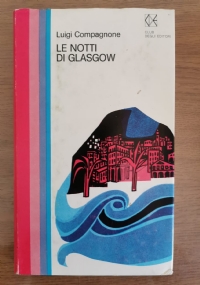 Luigi Compagnone
LE NOTTI
DI GLASGOW